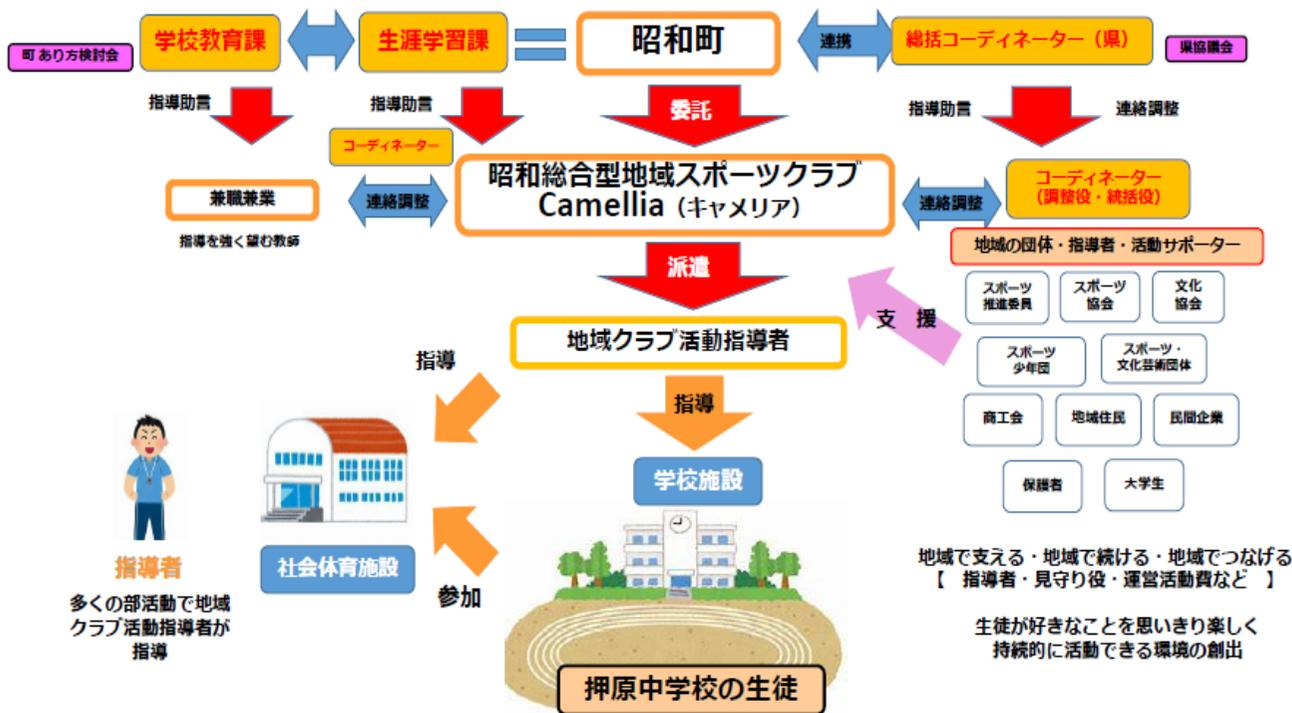 町 あり方検討会
学校教育課
生涯学習課
昭和町
連携
総括コーディネーター（県）
県協議会
指導助言
指導助言
委託
指導助言
連絡調整
コーディネーター
兼職兼業
指導を強く望む教師
連絡調整
昭和総合型地域スポーツクラブ
Camellia（キャメリア）
連絡調整
コーディネーター
（調整役・統括役）
地域の団体・指導者・活動サポーター
派遣
スポーツ
推進委員
スポーツ
協会
文化
協会
支　援
地域クラブ活動指導者
スポーツ
少年団
スポーツ・
文化芸術団体
指導
指導
商工会
地域住民
民間企業
学校施設
保護者
大学生
指導者
多くの部活動で地域
クラブ活動指導者が
指導
社会体育施設
参加
押原中学校の生徒
地域で支える・地域で続ける・地域でつなげる
【　指導者・見守り役・運営活動費など　】
生徒が好きなことを思いきり楽しく
持続的に活動できる環境の創出